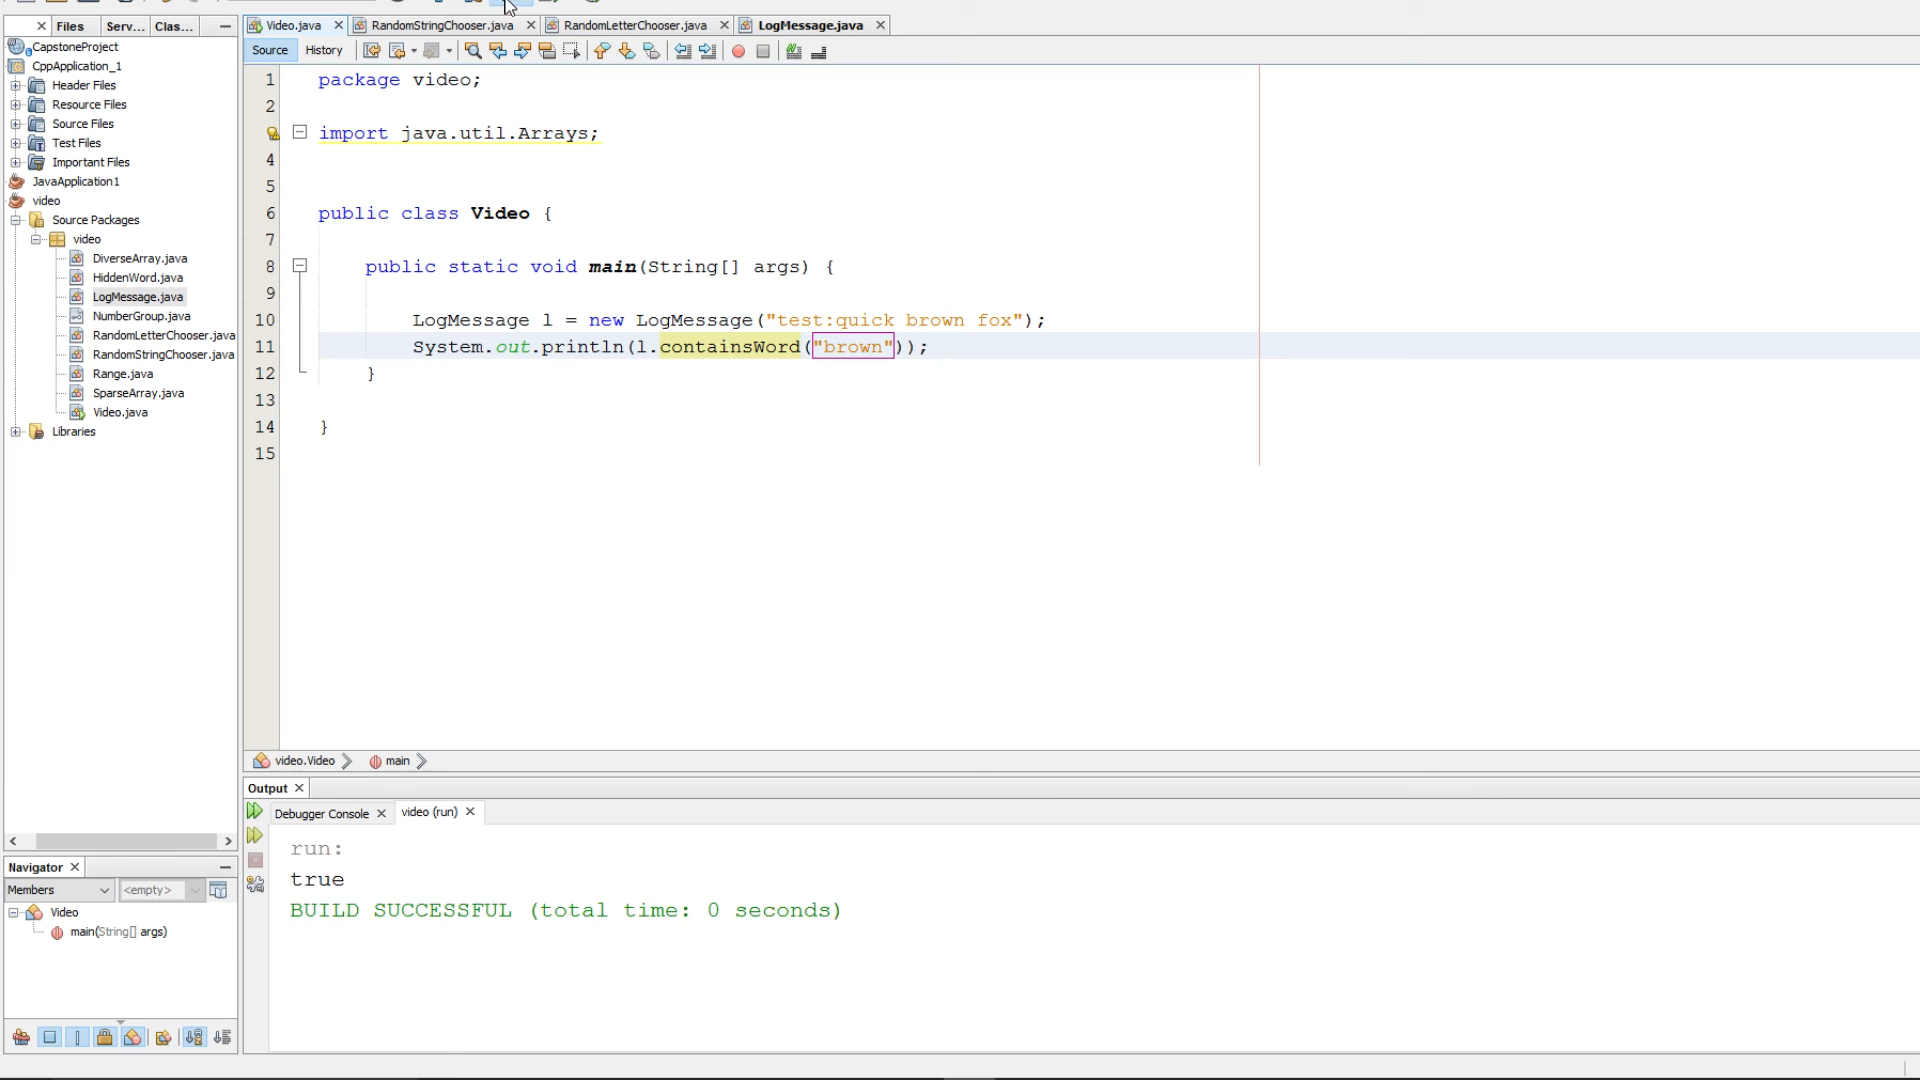 Files Serv... Clas...
CapstoneProject
CppApplication_1
Header Files
Resource Files
Source Files
Test Files
Important Files
JavaApplication1
video
Source Packages
video
DiverseArray.java
HiddenWord.java
LogMessage.java
NumberGroup.java
RandomLetterChooser.java
RandomStringChooser.java
Range.java
SparseArray.java
Video.java
Libraries
Navigator
Members <empty>
Video
main(String[] args)
Video.java RandomStringChooser.java RandomLetterChooser.java LogMessage.java
Source History
1 package video;
2
import java.util.Arrays;
4
5
6 public class Video {
7
8 public static void main(String[] args) {
9
10 LogMessage l = new LogMessage("test:quick brown fox");
11 System.out.println(l.containsWord("brown"));
12 }
13
14 }
15
video.Video main
Output
Debugger Console video (run)
run:
true
BUILD SUCCESSFUL (total time: 0 seconds)